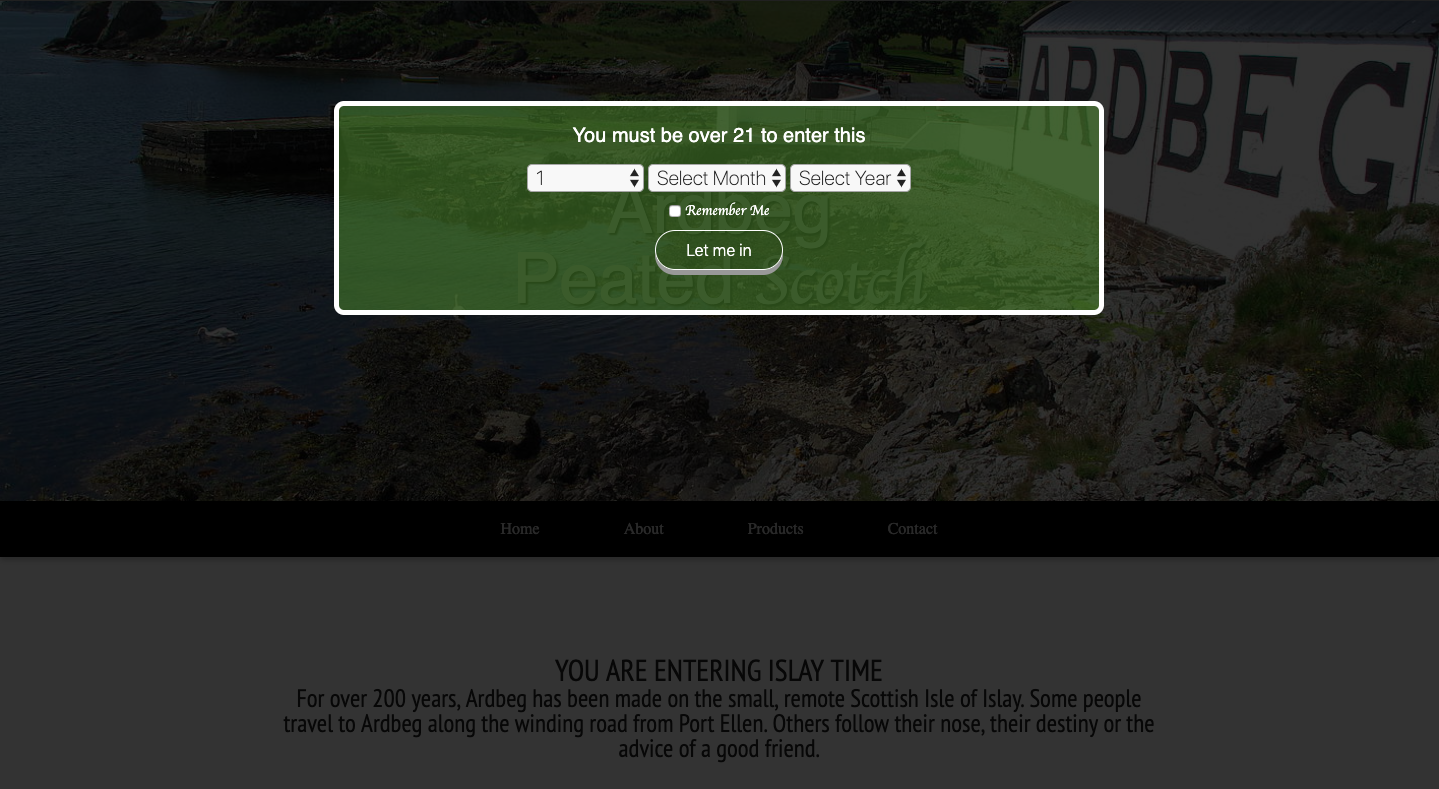 ARDBEG
You must be over 21 to enter this
1 Select Month Select Year
Ardbeg
Remember Me
Let me in
Peated Scotch
Home About Products Contact
YOU ARE ENTERING ISLAY TIME
For over 200 years, Ardbeg has been made on the small, remote Scottish Isle of Islay. Some people
travel to Ardbeg along the winding road from Port Ellen. Others follow their nose, their destiny or the
advice of a good friend.